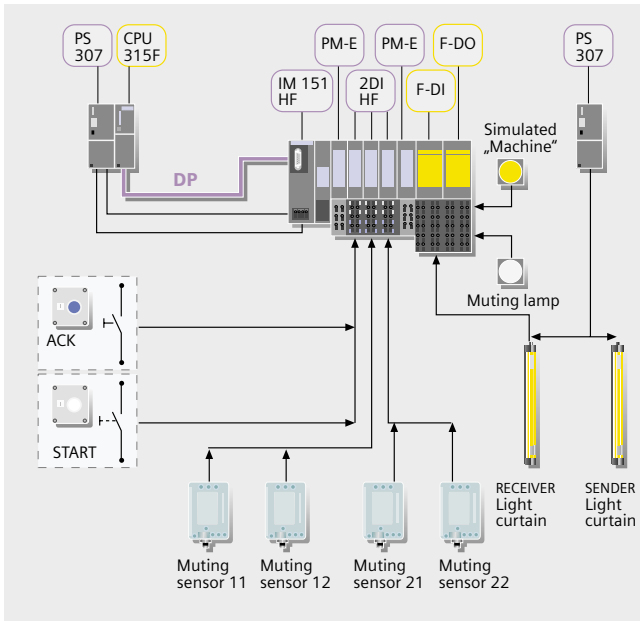 PS
307
CPU
315F
PM-E
PM-E
F-DO
PS
307
IM 151
HF
2DI
HF
F-DI
Simulated
„Machine“
DP
Muting lamp
ACK
START
RECEIVER
Light
curtain
SENDER
Light
curtain
Muting
sensor 11
Muting
sensor 12
Muting
sensor 21
Muting
sensor 22